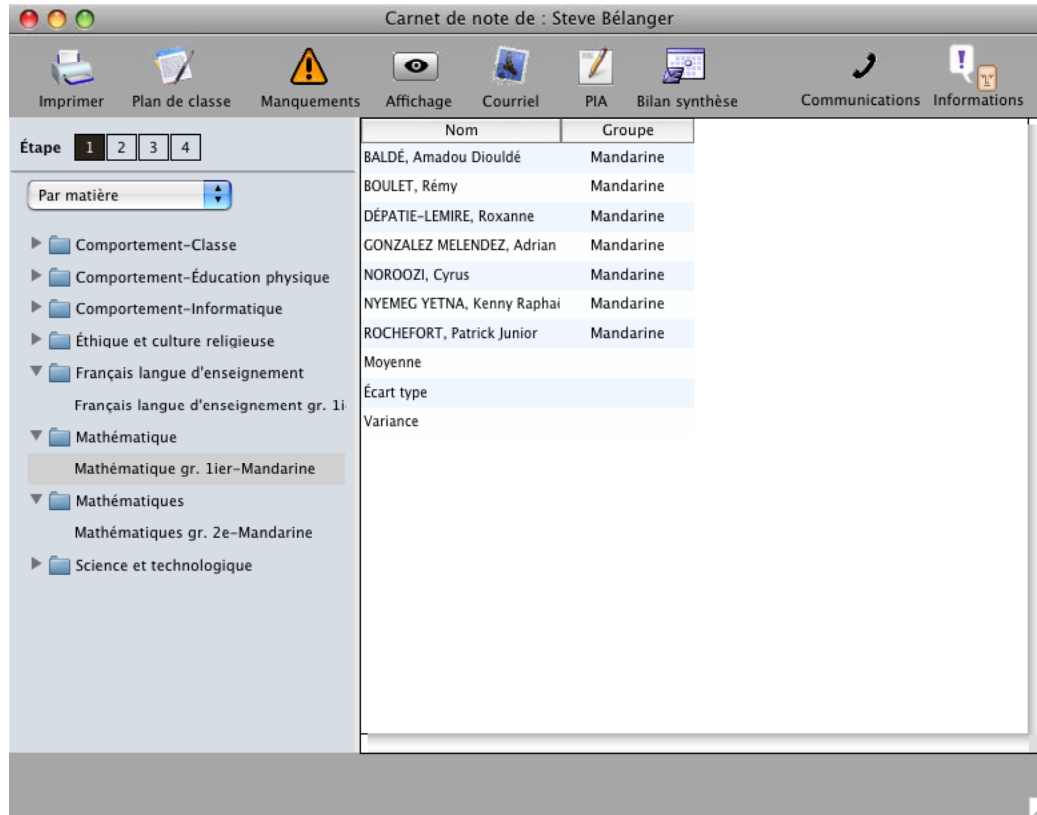 Carnet de note de : Steve Bélanger
Imprimer Plan de classe Manquements Affichage Courriel PIA Bilan synthèse Communications Informations
Étape 1 2 3 4
Par matière
Comportement-Classe
Comportement-Éducation physique
Comportement-Informatique
Éthique et culture religieuse
Français langue d'enseignement
Français langue d'enseignement gr. 1i
Mathématique
Mathématique gr. 1ier-Mandarine
Mathématiques
Mathématiques gr. 2e-Mandarine
Science et technologique
Nom Groupe
BALDÉ, Amadou Diouldé Mandarine
BOULET, Rémy Mandarine
DÉPATIE-LEMIRE, Roxanne Mandarine
GONZALEZ MELENDEZ, Adrian Mandarine
NOROOZI, Cyrus Mandarine
NYEMEG YETNA, Kenny Raphaë Mandarine
ROCHEFORT, Patrick Junior Mandarine
Moyenne
Écart type
Variance